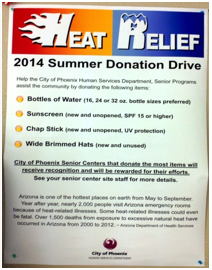 HEAT RELIEF
2014 Summer Donation Drive
Help the City of Phoenix Human Services Department, Senior Programs
assist the community by donating the following items:
Bottles of Water (16, 24 or 32 oz. bottle sizes preferred)
Sunscreen (new and unopened, SPF 15 or higher)
Chap Stick (new and unopened, UV protection)
Wide Brimmed Hats (new and unused)
City of Phoenix Senior Centers that donate the most items will
receive recognition and will be rewarded for their efforts.
See your senior center site staff for more details.
Arizona is one of the hottest places on earth from May to September.
Year after year, nearly 2,000 people visit Arizona emergency rooms
because of heat-related illnesses. Some heat-related illnesses could even
be fatal. Over 1,500 deaths from exposure to excessive natural heat have
occurred in Arizona from 2000 to 2012. - Arizona Department of Health Services
City of Phoenix
HUMAN SERVICES DEPARTMENT